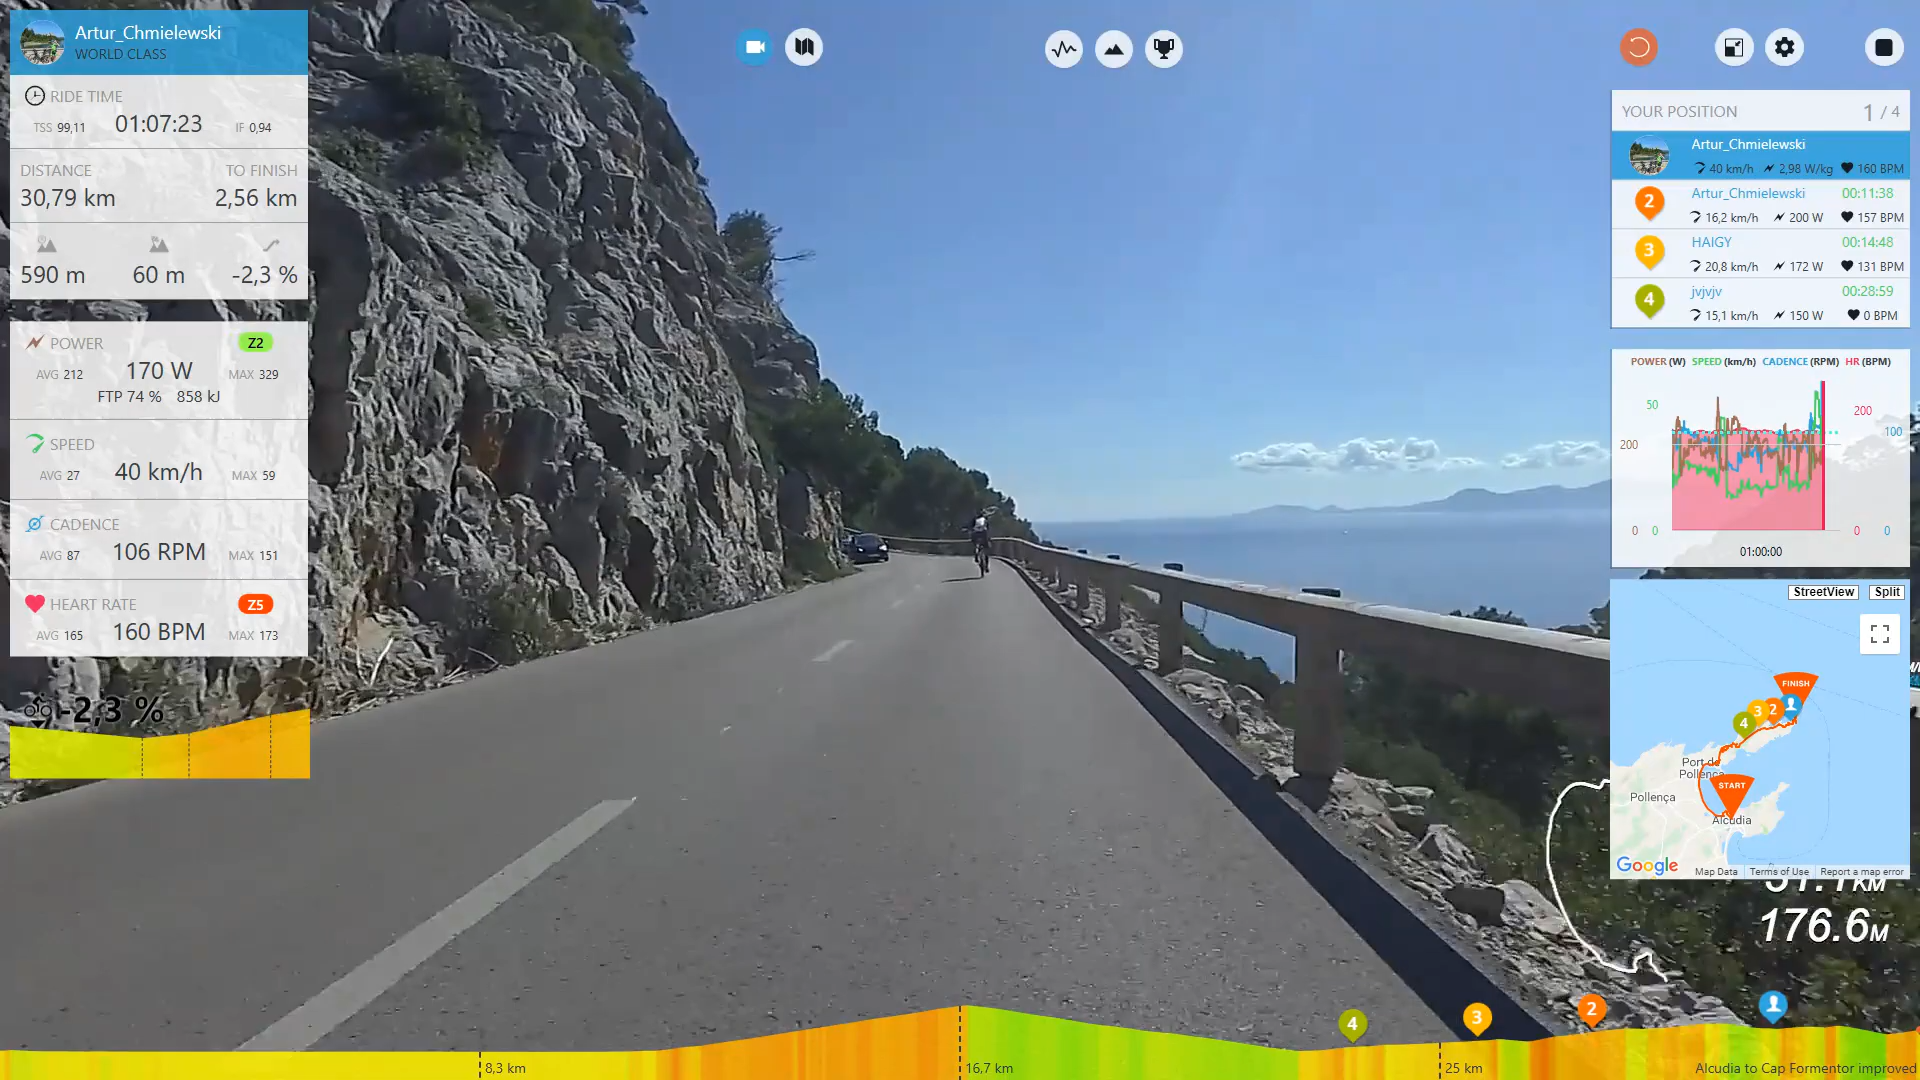 Artur_Chmielewski
WORLD CLASS
RIDE TIME
TSS 99,11 01:07:23 IF 0,94
DISTANCE TO FINISH
30,79 km 2,56 km
590 m 60 m -2,3 %
POWER Z2
AVG 212 170 W MAX 329
FTP 74 % 858 kJ
SPEED
AVG 27 40 km/h MAX 59
CADENCE
AVG 87 106 RPM MAX 151
HEART RATE Z5
AVG 165 160 BPM MAX 173
-2,3 %
YOUR POSITION 1 / 4
Artur_Chmielewski
40 km/h 2,98 W/kg 160 BPM
2 Artur_Chmielewski 00:11:38
16,2 km/h 200 W 157 BPM
3 HAIGY 00:14:48
20,8 km/h 172 W 131 BPM
4 jvjvjv 00:28:59
15,1 km/h 150 W 0 BPM
POWER (W) SPEED (km/h) CADENCE (RPM) HR (BPM)
50 200
200 100
0 0 0 0
01:00:00
StreetView Split
FINISH
4 3 2
Port de
Pollença
START
Pollença
Alcudia
Google Map Data Terms of Use Report a map error
31.1KM
176.6M
4 3 2
8,3 km 16,7 km 25 km
Alcudia to Cap Formentor improved